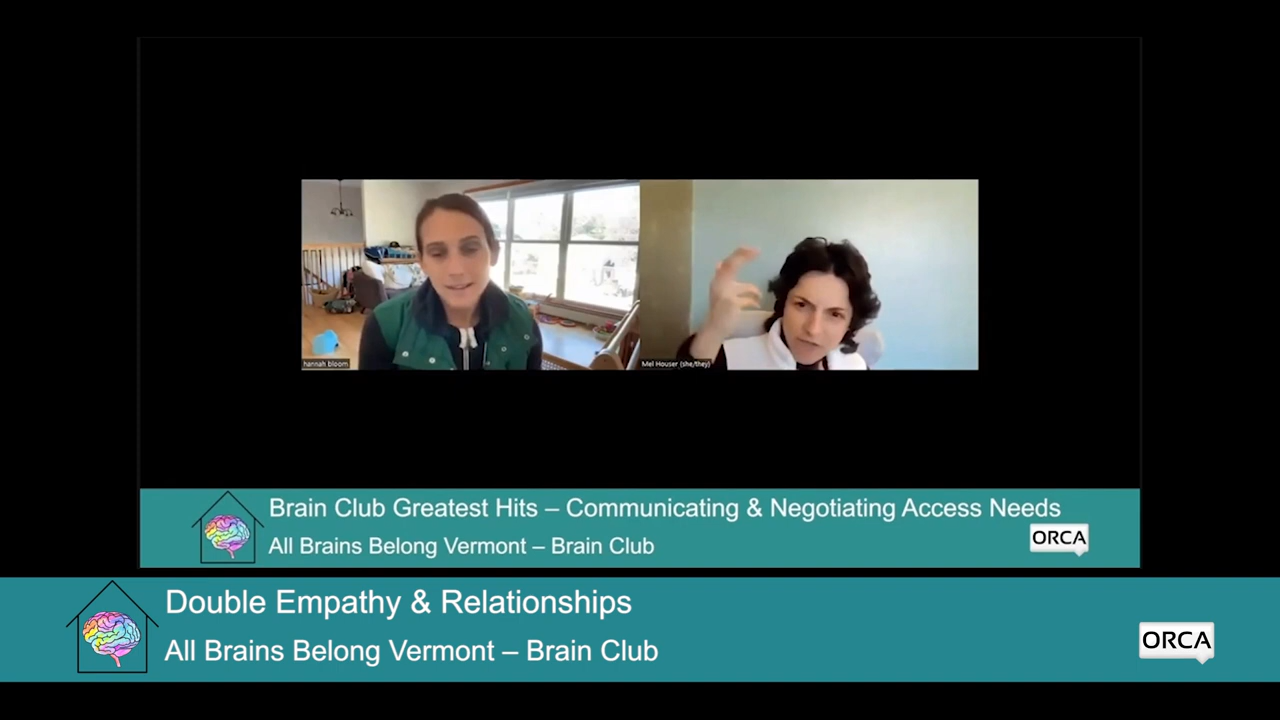 hannah bloom
Mel Houser (she/they)
Brain Club Greatest Hits – Communicating & Negotiating Access Needs
All Brains Belong Vermont – Brain Club
ORCA
Double Empathy & Relationships
All Brains Belong Vermont – Brain Club
ORCA